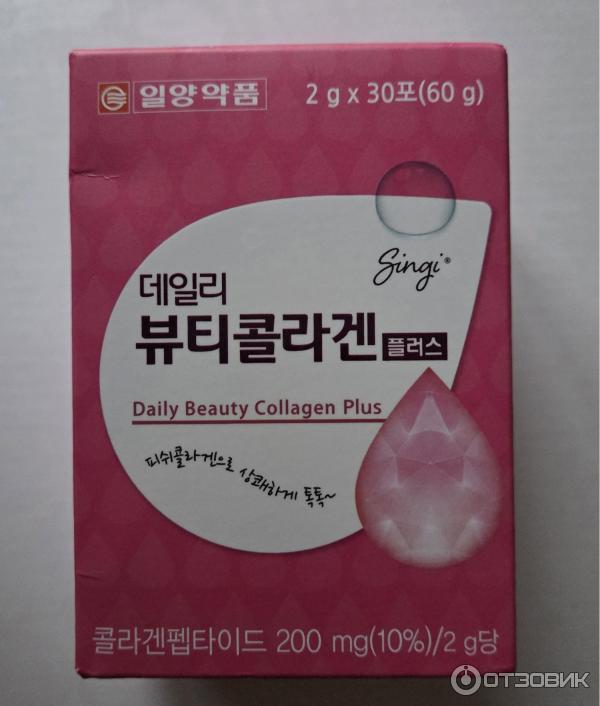 일양약품
2 g x 30포(60 g)
Singi®
데일리
뷰티콜라겐 플러스
Daily Beauty Collagen Plus
피쉬콜라겐으로 상쾌하게 톡톡~
콜라겐펩타이드 200 mg(10%)/2 g당
ОТЗОВИК